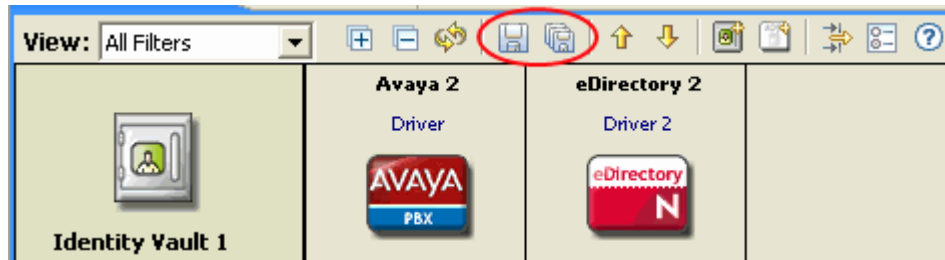 View: All Filters
Avaya 2
eDirectory 2
Driver
Driver 2
AVAYA
PBX
eDirectory
N
Identity Vault 1